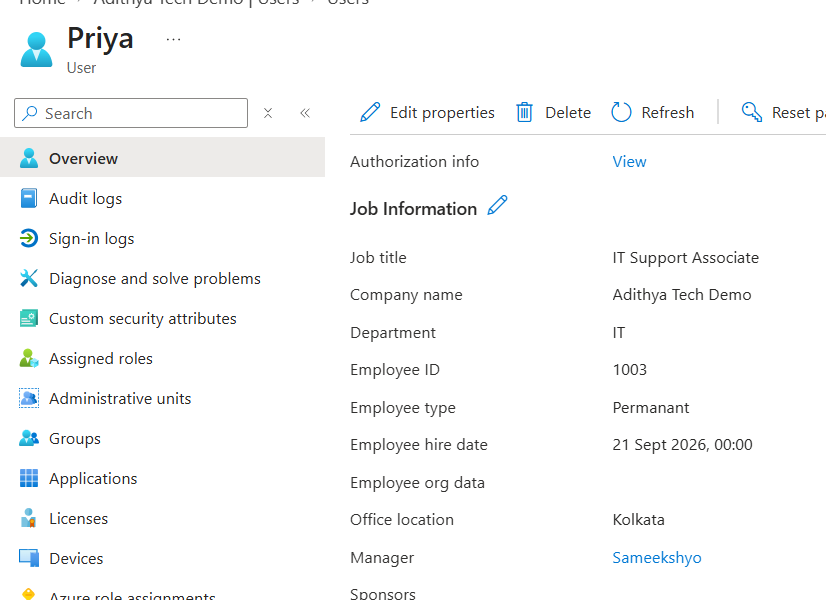 Home > Adithya Tech Demo | Users > Users
Priya ...
User
Search
Edit properties Delete Refresh Reset
Overview
Audit logs
Sign-in logs
Diagnose and solve problems
Custom security attributes
Assigned roles
Administrative units
Groups
Applications
Licenses
Devices
Azure role assignments
Authorization info View
Job Information
Job title IT Support Associate
Company name Adithya Tech Demo
Department IT
Employee ID 1003
Employee type Permanant
Employee hire date 21 Sept 2026, 00:00
Employee org data
Office location Kolkata
Manager Sameekshyo
Sponsors